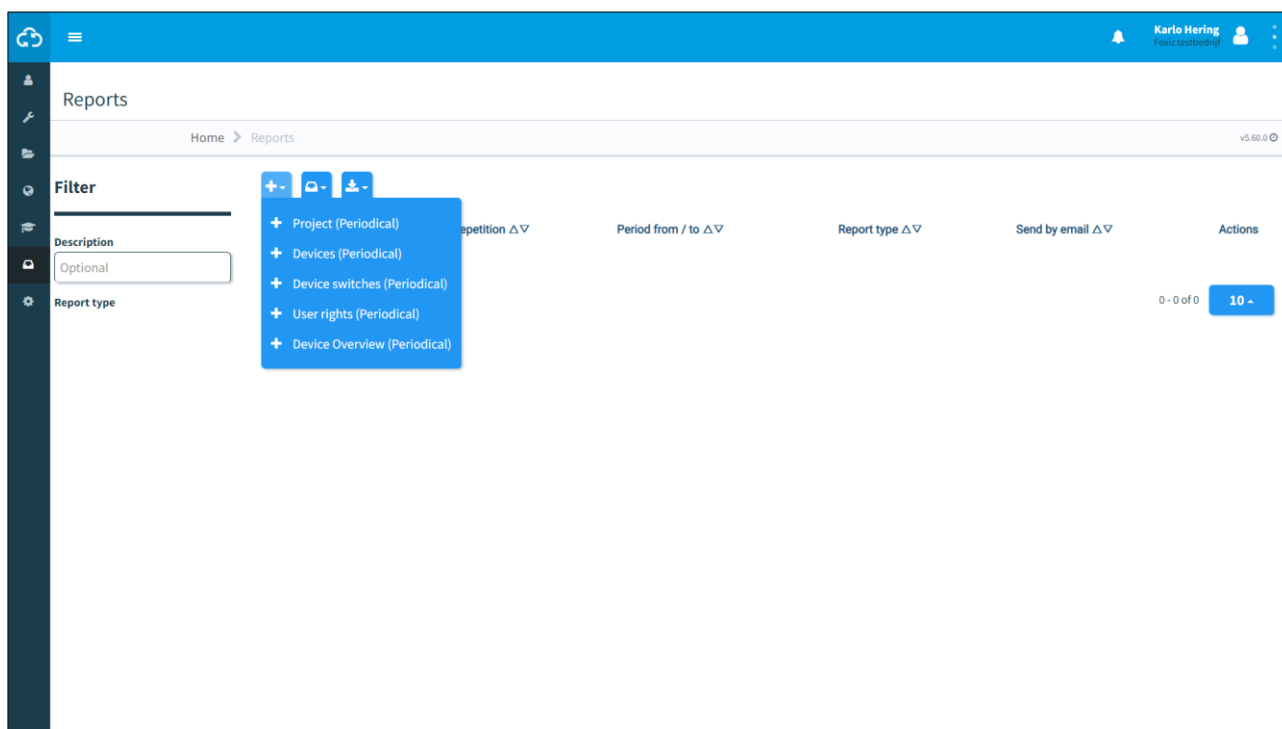 Karlo Hering
Foxiz testbedrijf
Reports
Home Reports
v5.60.0
Filter
Project (Periodical)
Devices (Periodical)
Device switches (Periodical)
User rights (Periodical)
Device Overview (Periodical)
epetition
Period from / to
Report type
Send by email
Actions
Description
Optional
Report type
0 - 0 of 0
10